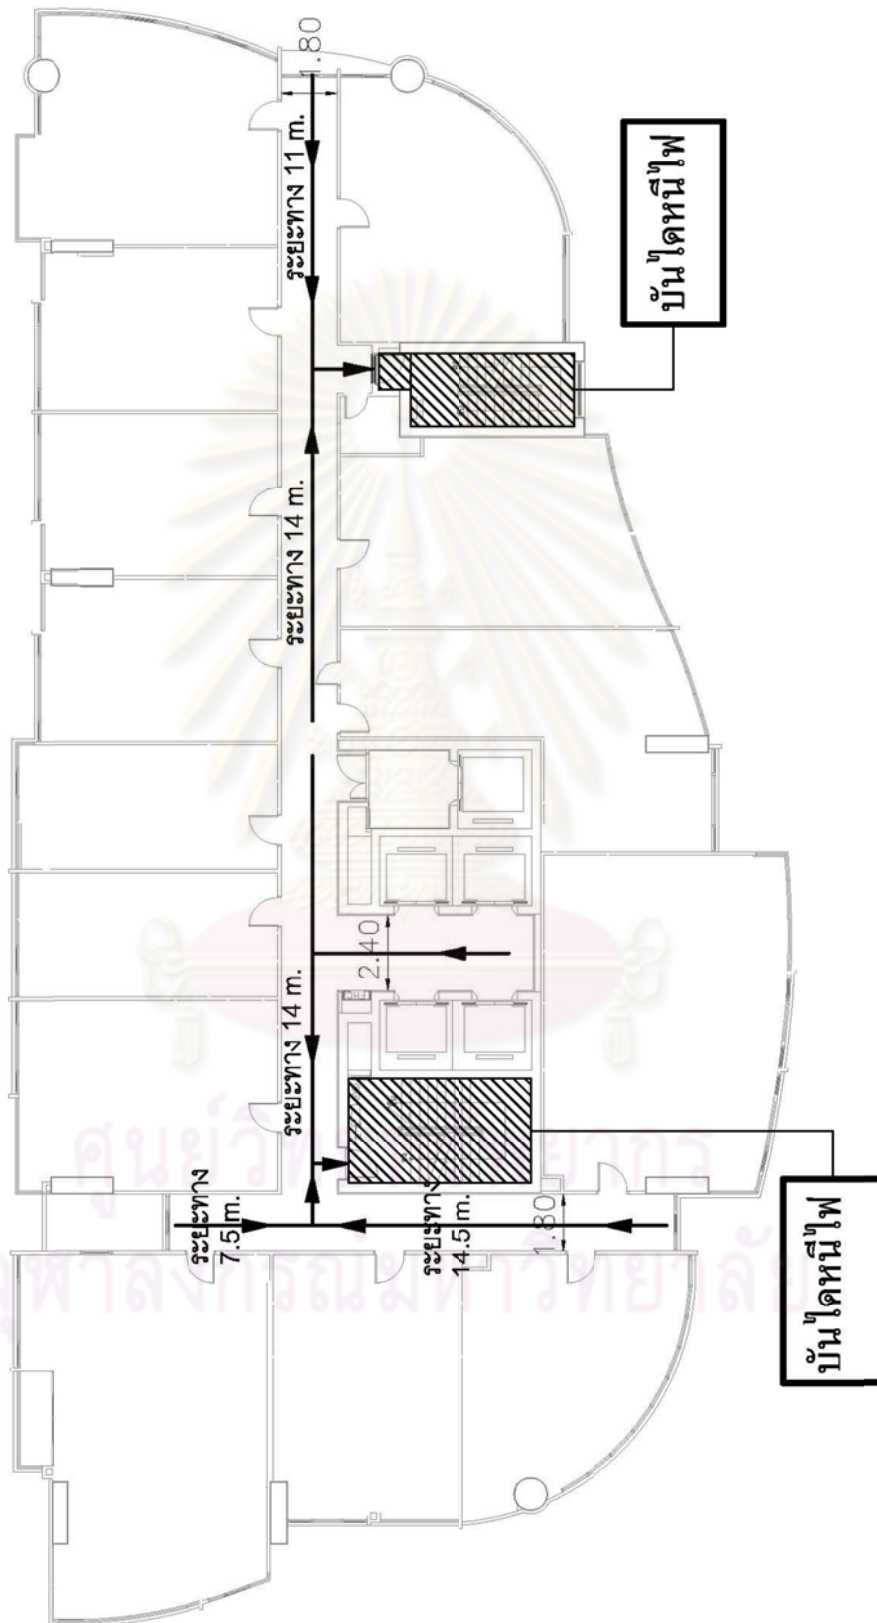 1.80
ระยะทาง 11 m.
บันไดหนีไฟ
ระยะทาง 14 m.
2.40
ระยะทาง 14 m.
ระยะทาง
7.5 m.
ระยะทาง
14.5 m.
1.80
บันไดหนีไฟ